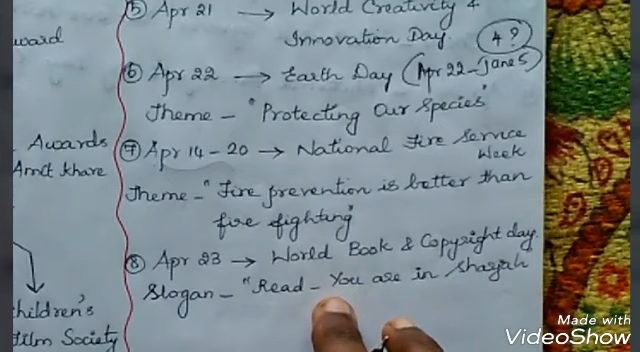 ward
Awards
Amit khare
children's
film Society
⑤ Apr 21 → World Creativity &
Innovation Day.
4?
⑥ Apr 22 → Earth Day (Apr 22 - June 5)
Theme - "Protecting Our Species"
⑦ Apr 14 - 20 → National Fire Service
Week
Theme - "Fire prevention is better than
fire fighting"
⑧ Apr 23 → World Book & Copyright day.
Slogan - "Read - You are in Sharjah
Made with
VideoShow